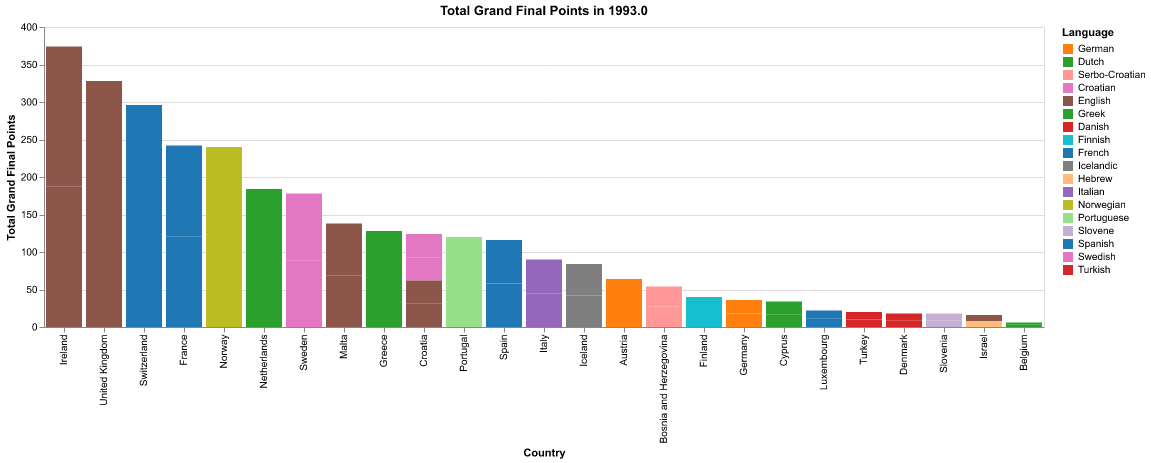 Total Grand Final Points in 1993.0
Total Grand Final Points
400
350
300
250
200
150
100
50
0
Ireland
United Kingdom
Switzerland
France
Norway
Netherlands
Sweden
Malta
Greece
Croatia
Portugal
Spain
Italy
Iceland
Austria
Bosnia and Herzegovina
Finland
Germany
Cyprus
Luxembourg
Turkey
Denmark
Slovenia
Israel
Belgium
Country
Language
German
Dutch
Serbo-Croatian
Croatian
English
Greek
Danish
Finnish
French
Icelandic
Hebrew
Italian
Norwegian
Portuguese
Slovene
Spanish
Swedish
Turkish